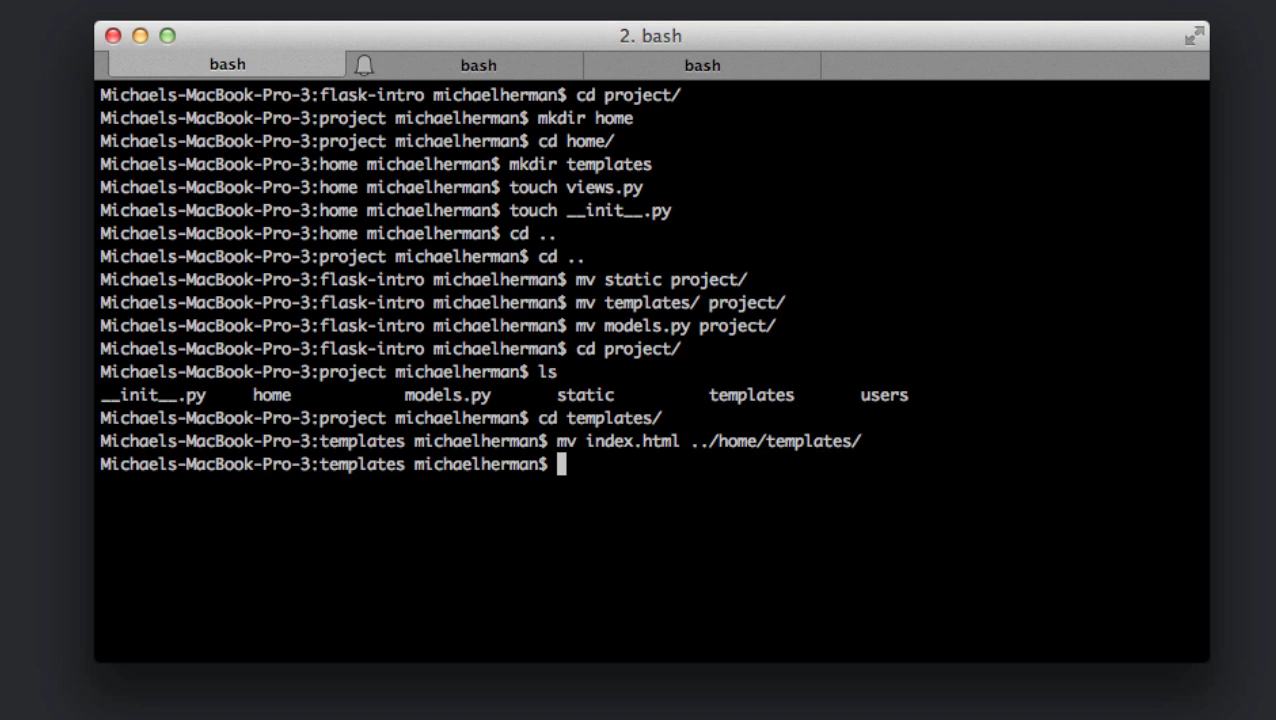 2. bash
bash bash bash
Michaels-MacBook-Pro-3:flask-intro michaelherman$ cd project/
Michaels-MacBook-Pro-3:project michaelherman$ mkdir home
Michaels-MacBook-Pro-3:project michaelherman$ cd home/
Michaels-MacBook-Pro-3:home michaelherman$ mkdir templates
Michaels-MacBook-Pro-3:home michaelherman$ touch views.py
Michaels-MacBook-Pro-3:home michaelherman$ touch __init__.py
Michaels-MacBook-Pro-3:home michaelherman$ cd ..
Michaels-MacBook-Pro-3:project michaelherman$ cd ..
Michaels-MacBook-Pro-3:flask-intro michaelherman$ mv static project/
Michaels-MacBook-Pro-3:flask-intro michaelherman$ mv templates/ project/
Michaels-MacBook-Pro-3:flask-intro michaelherman$ mv models.py project/
Michaels-MacBook-Pro-3:flask-intro michaelherman$ cd project/
Michaels-MacBook-Pro-3:project michaelherman$ ls
__init__.py home models.py static templates users
Michaels-MacBook-Pro-3:project michaelherman$ cd templates/
Michaels-MacBook-Pro-3:templates michaelherman$ mv index.html ../home/templates/
Michaels-MacBook-Pro-3:templates michaelherman$